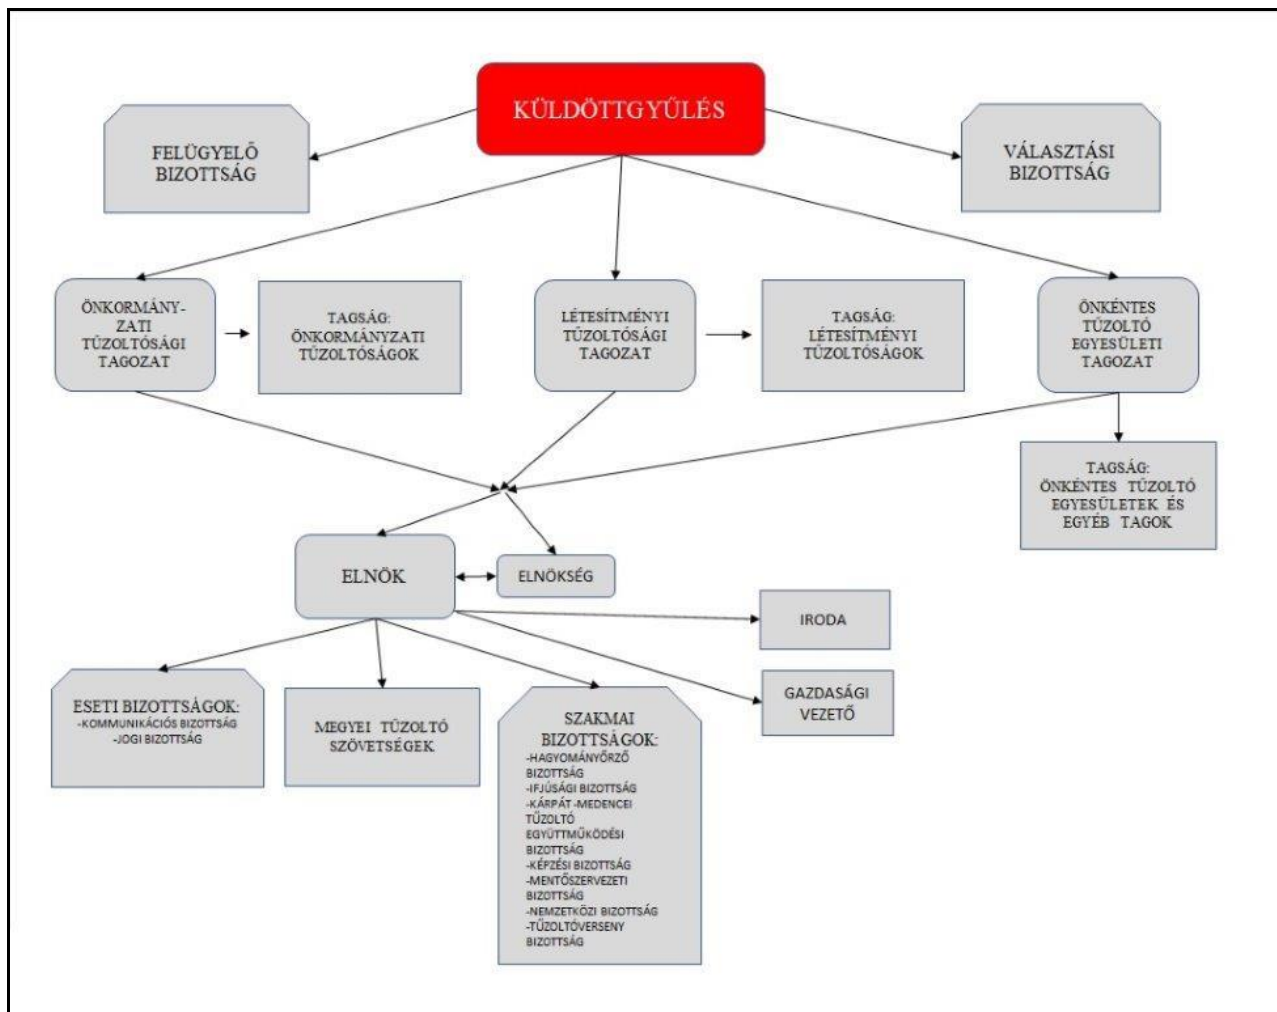 KÜLDÖTTGYŰLÉS
FELÜGYELŐ
BIZOTTSÁG
VÁLASZTÁSI
BIZOTTSÁG
ÖNKORMÁNY-
ZATI
TŰZOLTÓSÁGI
TAGOZAT
TAGSÁG:
ÖNKORMÁNYZATI
TŰZOLTÓSÁGOK
LÉTESÍTMÉNYI
TŰZOLTÓSÁGI
TAGOZAT
TAGSÁG:
LÉTESÍTMÉNYI
TŰZOLTÓSÁGOK
ÖNKÉNTES
TŰZOLTÓ
EGYESÜLETI
TAGOZAT
TAGSÁG:
ÖNKÉNTES TŰZOLTÓ
EGYESÜLETEK ÉS
EGYÉB TAGOK
ELNÖK
ELNÖKSÉG
IRODA
GAZDASÁGI
VEZETŐ
ESETI BIZOTTSÁGOK:
-KOMMUNIKÁCIÓS BIZOTTSÁG
-JOGI BIZOTTSÁG
MEGYEI TŰZOLTÓ
SZÖVETSÉGEK
SZAKMAI
BIZOTTSÁGOK:
-HAGYOMÁNYŐRZŐ
BIZOTTSÁG
-IFJÚSÁGI BIZOTTSÁG
-KÁRPÁT -MEDENCEI
TŰZOLTÓ
EGYÜTTMŰKÖDÉSI
BIZOTTSÁG
-KÉPZÉSI BIZOTTSÁG
-MENTŐSZERVEZETI
BIZOTTSÁG
-NEMZETKÖZI BIZOTTSÁG
-TŰZOLTÓVERSENY
BIZOTTSÁG